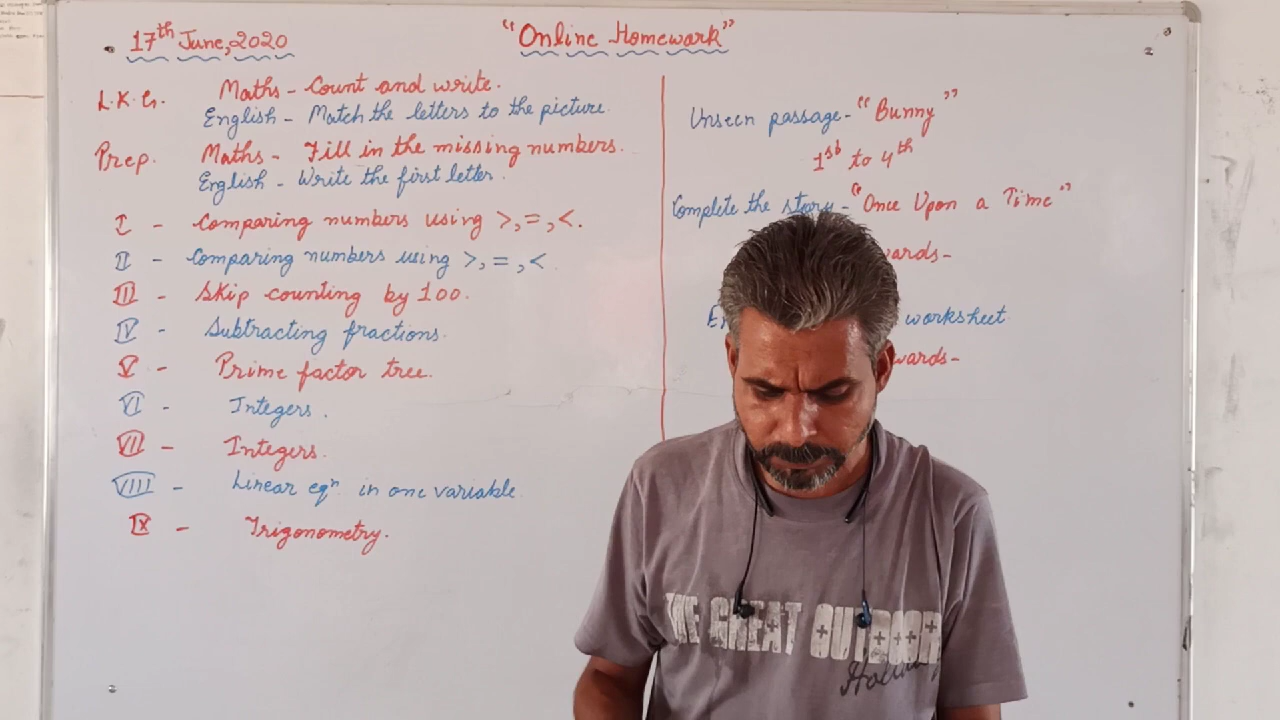 17th June, 2020
"Online Homework"
L.K.G. Maths - Count and write.
English - Match the letters to the picture.
Prep. Maths - Fill in the missing numbers.
English - Write the first letter.
I - Comparing numbers using >, =, <.
II - Comparing numbers using >, = , <
III - Skip counting by 100.
IV - Subtracting fractions.
V - Prime factor tree.
VI - Integers.
VII - Integers.
VIII - Linear eqn in one variable
IX - Trigonometry.
Unseen passage - "Bunny"
1st to 4th
Complete the story - "Once Upon a Time"
wards -
worksheet
wards -
THE GREAT OUTDOOR